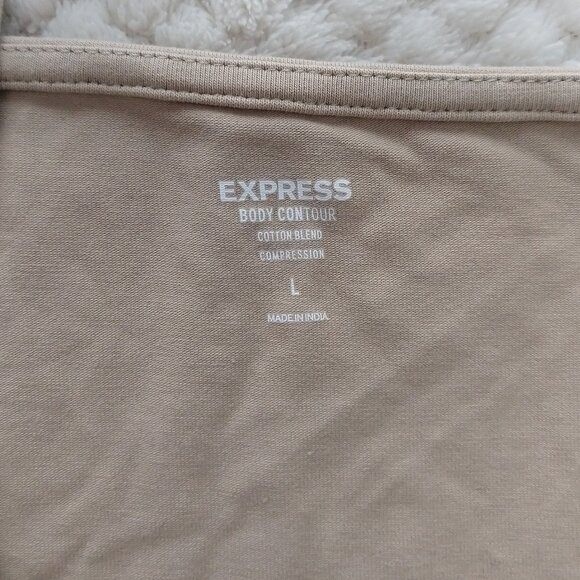 EXPRESS
BODY CONTOUR
COTTON BLEND
COMPRESSION
L
MADE IN INDIA